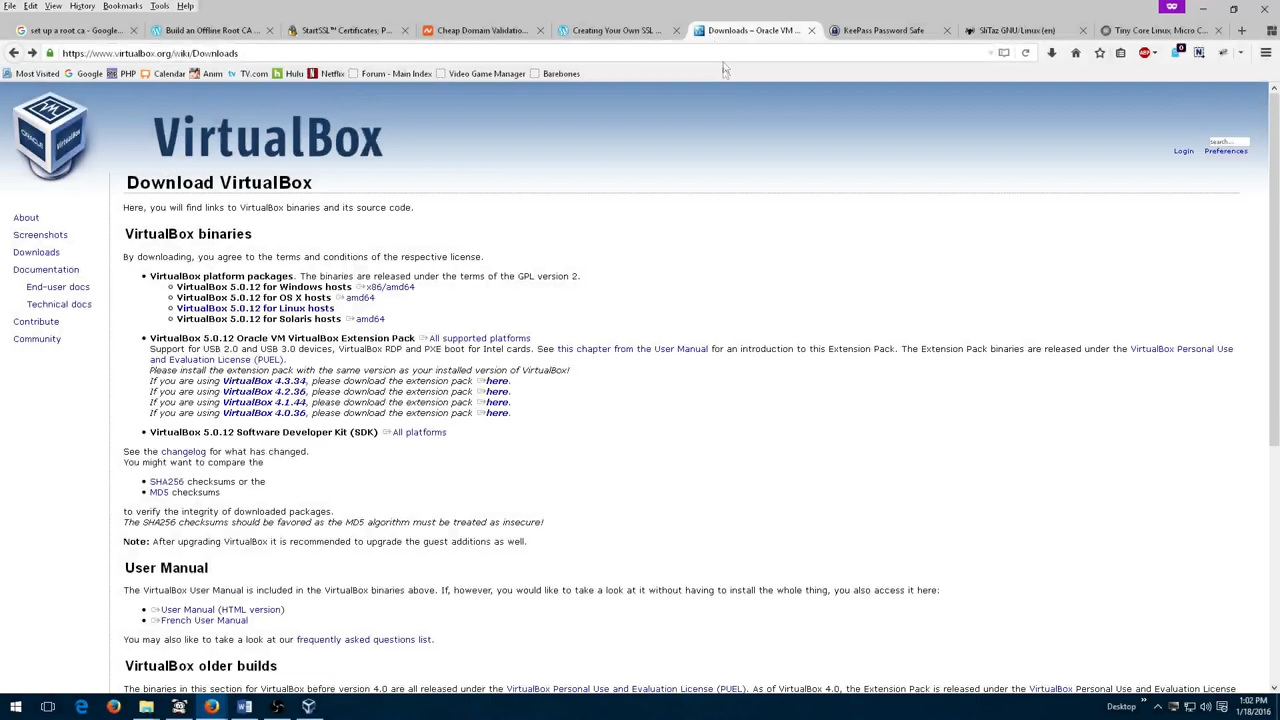 File Edit View History Bookmarks Tools Help
set up a root ca - Google... Build an Offline Root CA ... StartSSL™ Certificates; P... Cheap Domain Validatio... Creating Your Own SSL ... Downloads – Oracle VM ... KeePass Password Safe SliTaz GNU/Linux (en) Tiny Core Linux, Micro C...
https://www.virtualbox.org/wiki/Downloads
Most Visited Google PHP Calendar Anim TV.com Hulu Netflix Forum - Main Index Video Game Manager Barebones
VirtualBox
search...
Login Preferences
Download VirtualBox
Here, you will find links to VirtualBox binaries and its source code.
About
Screenshots
Downloads
Documentation
End-user docs
Technical docs
Contribute
Community
VirtualBox binaries
By downloading, you agree to the terms and conditions of the respective license.
• VirtualBox platform packages. The binaries are released under the terms of the GPL version 2.
VirtualBox 5.0.12 for Windows hosts x86/amd64
VirtualBox 5.0.12 for OS X hosts amd64
VirtualBox 5.0.12 for Linux hosts
VirtualBox 5.0.12 for Solaris hosts amd64
• VirtualBox 5.0.12 Oracle VM VirtualBox Extension Pack All supported platforms
Support for USB 2.0 and USB 3.0 devices, VirtualBox RDP and PXE boot for Intel cards. See this chapter from the User Manual for an introduction to this Extension Pack. The Extension Pack binaries are released under the VirtualBox Personal Use
and Evaluation License (PUEL).
Please install the extension pack with the same version as your installed version of VirtualBox!
If you are using VirtualBox 4.3.34, please download the extension pack here.
If you are using VirtualBox 4.2.36, please download the extension pack here.
If you are using VirtualBox 4.1.44, please download the extension pack here.
If you are using VirtualBox 4.0.36, please download the extension pack here.
• VirtualBox 5.0.12 Software Developer Kit (SDK) All platforms
See the changelog for what has changed.
You might want to compare the
• SHA256 checksums or the
• MD5 checksums
to verify the integrity of downloaded packages.
The SHA256 checksums should be favored as the MD5 algorithm must be treated as insecure!
Note: After upgrading VirtualBox it is recommended to upgrade the guest additions as well.
User Manual
The VirtualBox User Manual is included in the VirtualBox binaries above. If, however, you would like to take a look at it without having to install the whole thing, you also access it here:
• User Manual (HTML version)
• French User Manual
You may also like to take a look at our frequently asked questions list.
VirtualBox older builds
The binaries in this section for VirtualBox before version 4.0 are all released under the VirtualBox Personal Use and Evaluation License (PUEL). As of VirtualBox 4.0, the Extension Pack is released under the VirtualBox Personal Use and Evaluation License
Desktop
1:02 PM
1/18/2016